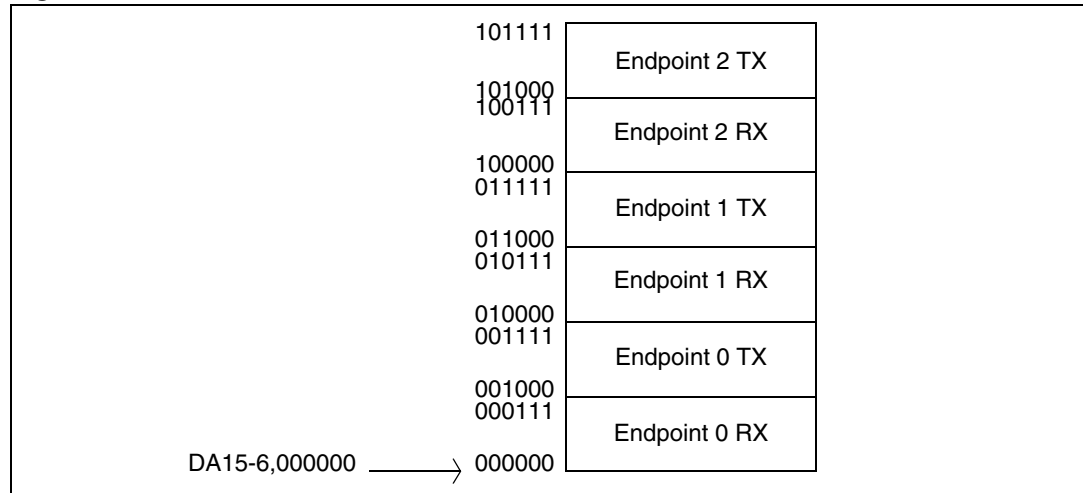 101111
Endpoint 2 TX
101000
100111
Endpoint 2 RX
100000
011111
Endpoint 1 TX
011000
010111
Endpoint 1 RX
010000
001111
Endpoint 0 TX
001000
000111
Endpoint 0 RX
DA15-6,000000 000000